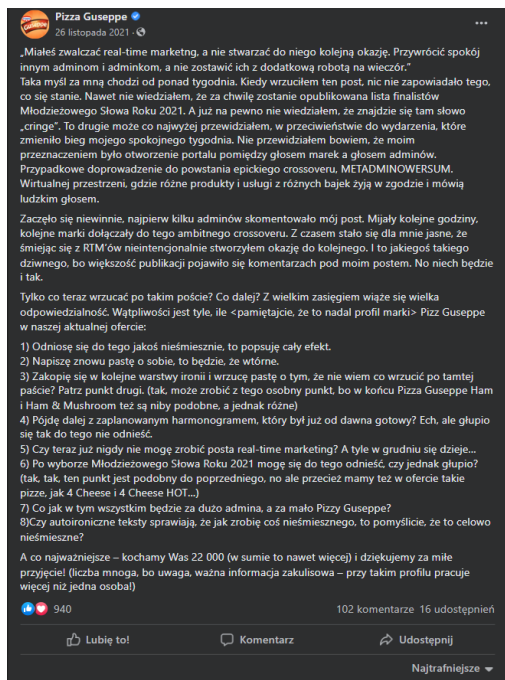 Pizza Guseppe
26 listopada 2021
„Miałeś zwalczać real-time marketng, a nie stwarzać do niego kolejną okazję. Przywrócić spokój
innym adminom i adminkom, a nie zostawić ich z dodatkową robotą na wieczór.”
Taka myśl za mną chodzi od ponad tygodnia. Kiedy wrzuciłem ten post, nic nie zapowiadało tego,
co się stanie. Nawet nie wiedziałem, że za chwilę zostanie opublikowana lista finalistów
Młodzieżowego Słowa Roku 2021. A już na pewno nie wiedziałem, że znajdzie się tam słowo
„cringe”. To drugie może co najwyżej przewidziałem, w przeciwieństwie do wydarzenia, które
zmieniło bieg mojego spokojnego tygodnia. Nie przewidziałem bowiem, że moim
przeznaczeniem było otworzenie portalu pomiędzy głosem marek a głosem adminów.
Przypadkowe doprowadzenie do powstania epickiego crossoveru, METADMINOWERSUM.
Wirtualnej przestrzeni, gdzie różne produkty i usługi z różnych bajek żyją w zgodzie i mówią
ludzkim głosem.
Zaczęło się niewinnie, najpierw kilku adminów skomentowało mój post. Mijały kolejne godziny,
kolejne marki dołączały do tego ambitnego crossoveru. Z czasem stało się dla mnie jasne, że
śmiejąc się z RTM'ów nieintencjonalnie stworzyłem okazję do kolejnego. I to jakiegoś takiego
dziwnego, bo większość publikacji pojawiło się komentarzach pod moim postem. No niech będzie
i tak.
Tylko co teraz wrzucać po takim poście? Co dalej? Z wielkim zasięgiem wiąże się wielka
odpowiedzialność. Wątpliwości jest tyle, ile <pamiętajcie, że to nadal profil marki> Pizz Guseppe
w naszej aktualnej ofercie:
1) Odniosę się do tego jakoś nieśmiesznie, to popsuję cały efekt.
2) Napiszę znowu pastę o sobie, to będzie, że wtórne.
3) Zakopię się w kolejne warstwy ironii i wrzucę pastę o tym, że nie wiem co wrzucić po tamtej
paście? Patrz punkt drugi. (tak, może zrobić z tego osobny punkt, bo w końcu Pizza Guseppe Ham
i Ham & Mushroom też są niby podobne, a jednak różne)
4) Pójdę dalej z zaplanowanym harmonogramem, który był już od dawna gotowy? Ech, ale głupio
się tak do tego nie odnieść.
5) Czy teraz już nigdy nie mogę zrobić posta real-time marketing? A tyle w grudniu się dzieje...
6) Po wyborze Młodzieżowego Słowa Roku 2021 mogę się do tego odnieść, czy jednak głupio?
(tak, tak, ten punkt jest podobny do poprzedniego, no ale przecież mamy też w ofercie takie
pizze, jak 4 Cheese i 4 Cheese HOT...)
7) Co jak w tym wszystkim będzie za dużo admina, a za mało Pizzy Guseppe?
8)Czy autoironiczne teksty sprawiają, że jak zrobię coś nieśmiesznego, to pomyślicie, że to celowo
nieśmieszne?
A co najważniejsze – kochamy Was 22 000 (w sumie to nawet więcej) i dziękujemy za miłe
przyjęcie! (liczba mnoga, bo uwaga, ważna informacja zakulisowa – przy takim profilu pracuje
więcej niż jedna osoba!)
940 102 komentarze 16 udostępnień
Lubię to! Komentarz Udostępnij
Najtrafniejsze